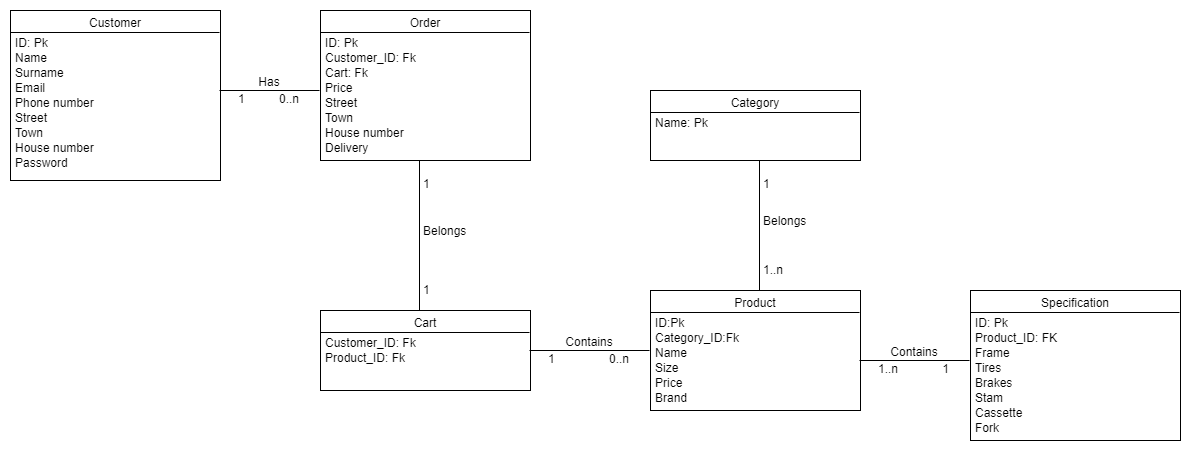 Customer
ID: Pk
Name
Surname
Email
Phone number
Street
Town
House number
Password
Has
1
0..n
Order
ID: Pk
Customer_ID: Fk
Cart: Fk
Price
Street
Town
House number
Delivery
1
Belongs
1
Category
Name: Pk
1
Belongs
1..n
Cart
Customer_ID: Fk
Product_ID: Fk
Contains
1
0..n
Product
ID:Pk
Category_ID:Fk
Name
Size
Price
Brand
Contains
1..n
1
Specification
ID: Pk
Product_ID: FK
Frame
Tires
Brakes
Stam
Cassette
Fork